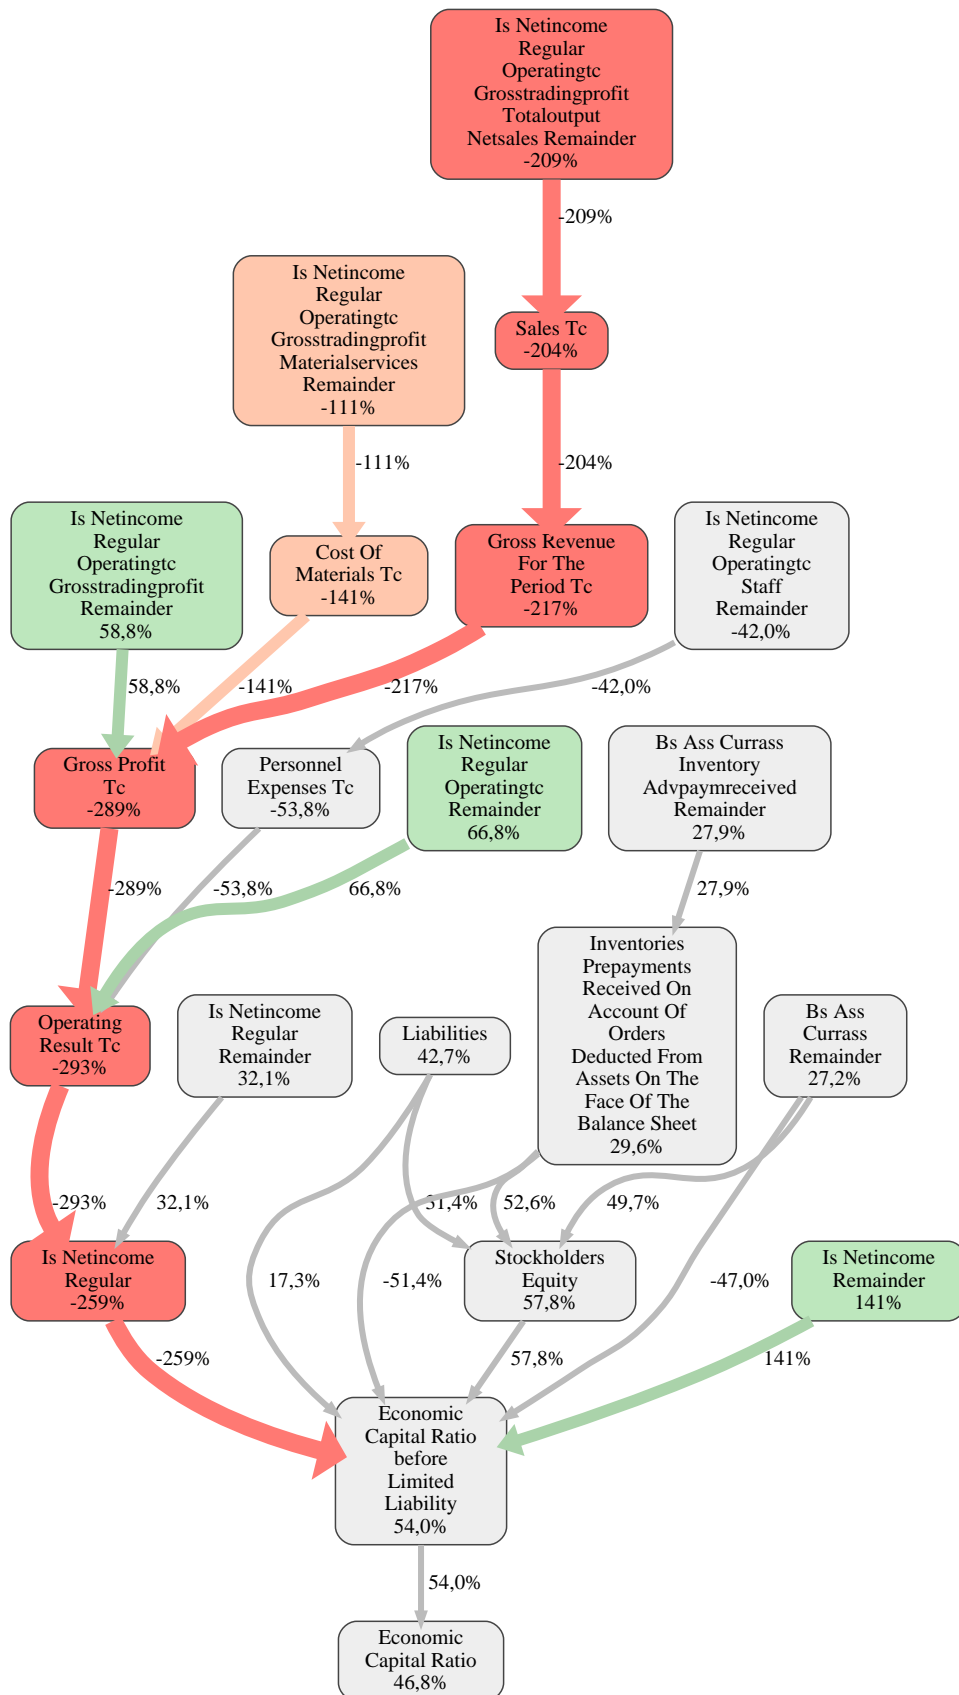 Is Netincome
Regular
Operatingtc
Grosstradingprofit
Totaloutput
Netsales Remainder
-209%
-209%
Is Netincome
Regular
Operatingtc
Grosstradingprofit
Materialservices
Remainder
-111%
Sales Tc
-204%
-111%
-204%
Is Netincome
Regular
Operatingtc
Grosstradingprofit
Remainder
58,8%
Cost Of
Materials Tc
-141%
Gross Revenue
For The
Period Tc
-217%
Is Netincome
Regular
Operatingtc
Staff
Remainder
-42,0%
58,8%
-141%
-217%
-42,0%
Gross Profit
Tc
-289%
Personnel
Expenses Tc
-53,8%
Is Netincome
Regular
Operatingtc
Remainder
66,8%
Bs Ass Currass
Inventory
Advpaymreceived
Remainder
27,9%
-289%
-53,8%
66,8%
27,9%
Operating
Result Tc
-293%
Is Netincome
Regular
Remainder
32,1%
Liabilities
42,7%
Inventories
Prepayments
Received On
Account Of
Orders
Deducted From
Assets On The
Face Of The
Balance Sheet
29,6%
Bs Ass
Currass
Remainder
27,2%
-293%
32,1%
31,4%
52,6%
49,7%
Is Netincome
Regular
-259%
17,3%
-51,4%
Stockholders
Equity
57,8%
-47,0%
Is Netincome
Remainder
141%
-259%
57,8%
141%
Economic
Capital Ratio
before
Limited
Liability
54,0%
54,0%
Economic
Capital Ratio
46,8%